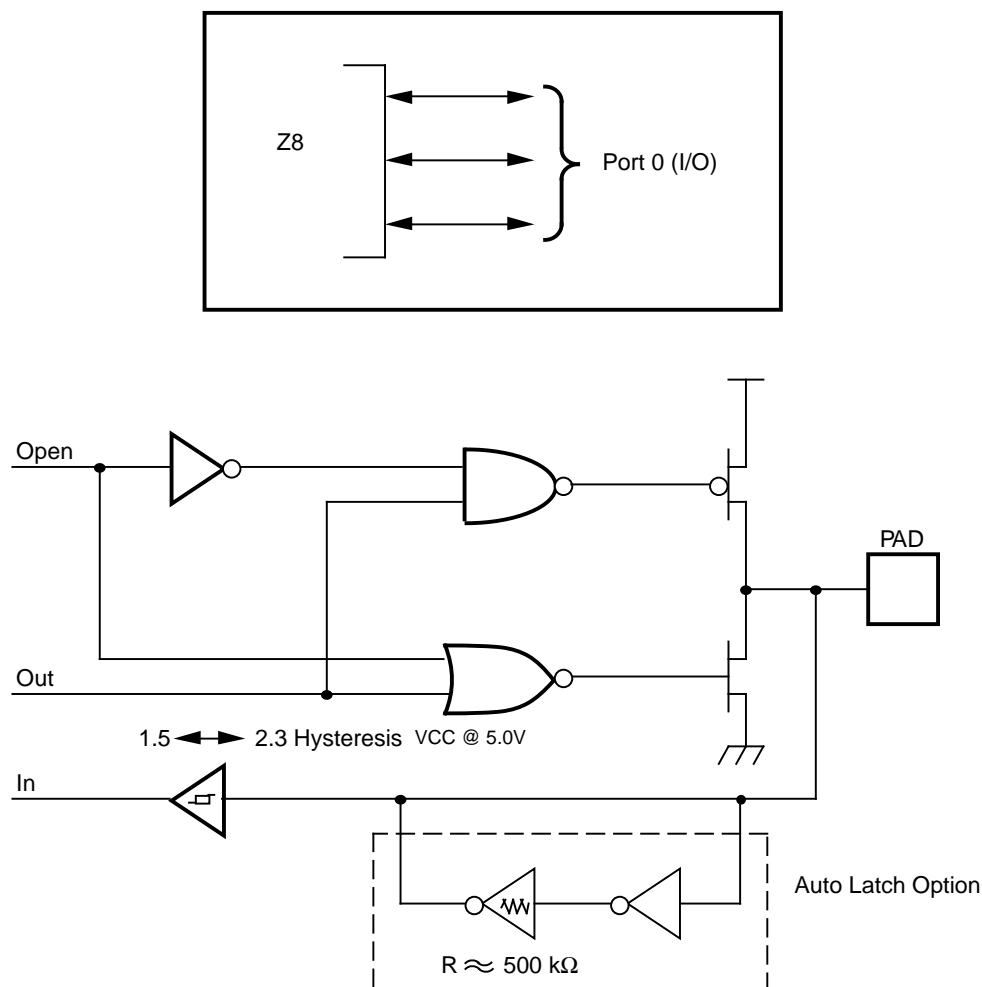 Z8
Port 0 (I/O)
Open
PAD
Out
1.5 2.3 Hysteresis VCC @ 5.0V
In
Auto Latch Option
R ≈ 500 kΩ